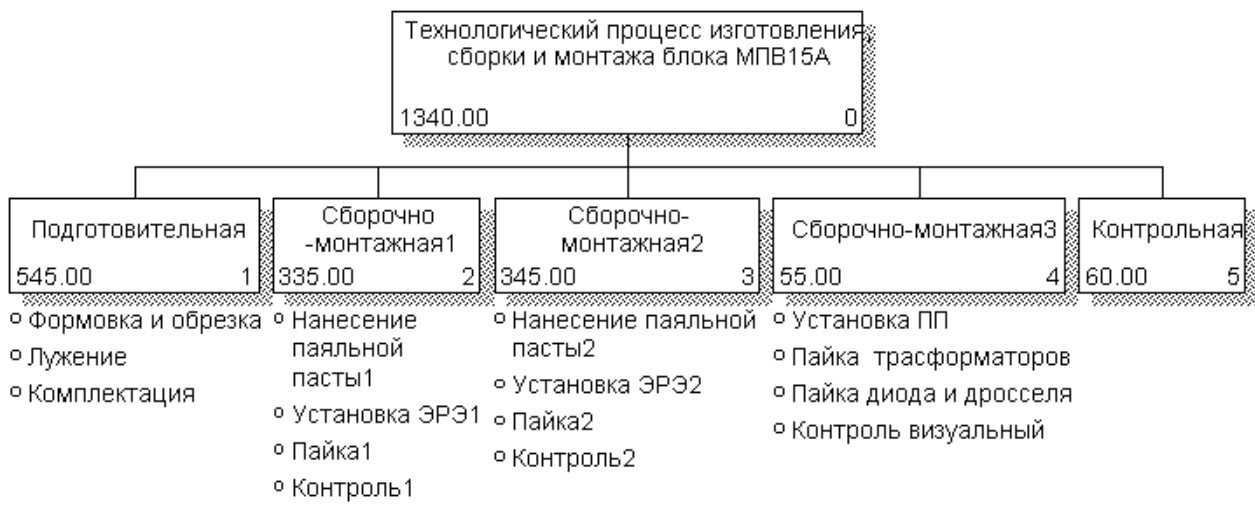 Технологический процесс изготовления,
сборки и монтажа блока МПВ15А
1340.00 0
Подготовительная
545.00 1
Формовка и обрезка
Лужение
Комплектация
Сборочно
-монтажная1
335.00 2
Нанесение
паяльной
пасты1
Установка ЭРЭ1
Пайка1
Контроль1
Сборочно-
монтажная2
345.00 3
Нанесение паяльной
пасты2
Установка ЭРЭ2
Пайка2
Контроль2
Сборочно-монтажная3
55.00 4
Установка ПП
Пайка трасформаторов
Пайка диода и дросселя
Контроль визуальный
Контрольная
60.00 5